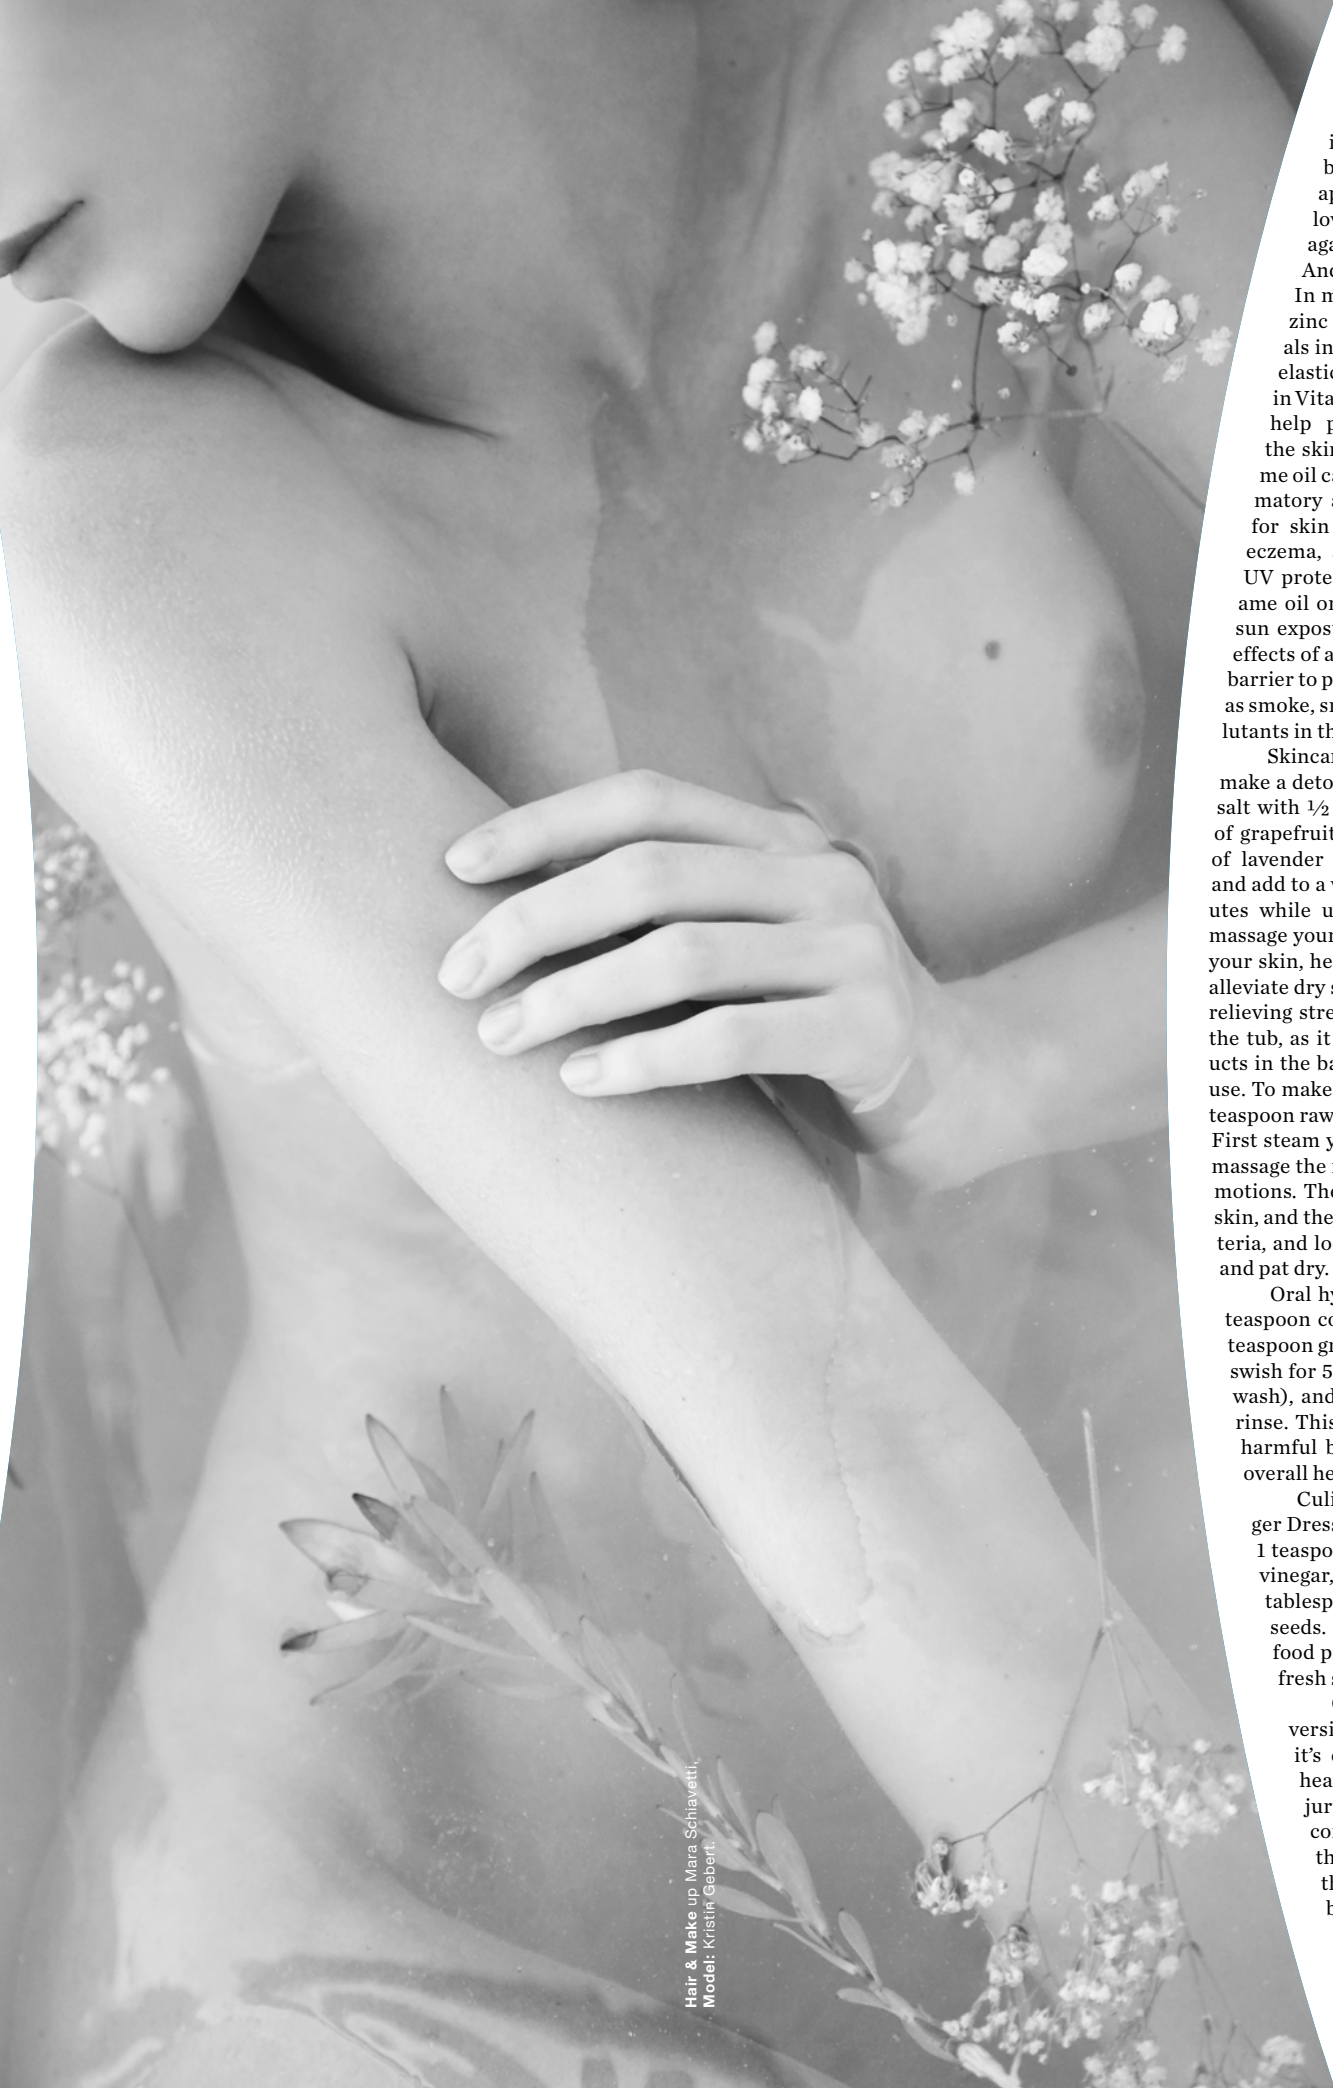 Hair & Make up Mara Schiavetti,
Model: Kristin Gebert.
i
b
ap
lov
aga
And
In m
zinc
als in
elastic
in Vita
help p
the skin
me oil ca
matory a
for skin
eczema,
UV prote
ame oil or
sun expos
effects of a
barrier to p
as smoke, sm
lutants in th
Skincar
make a deto
salt with ½
of grapefruit
of lavender
and add to a w
utes while u
massage your
your skin, he
alleviate dry s
relieving stre
the tub, as it
ucts in the ba
use. To make
teaspoon raw
First steam y
massage the
motions. The
skin, and the
teria, and lo
and pat dry.
Oral hy
teaspoon co
teaspoon gr
swish for 5
wash), and
rinse. This
harmful b
overall he
Culi
ger Dress
1 teaspo
vinegar,
tablesp
seeds.
food p
fresh s
versi
it’s
hea
jur
co
th
th
b